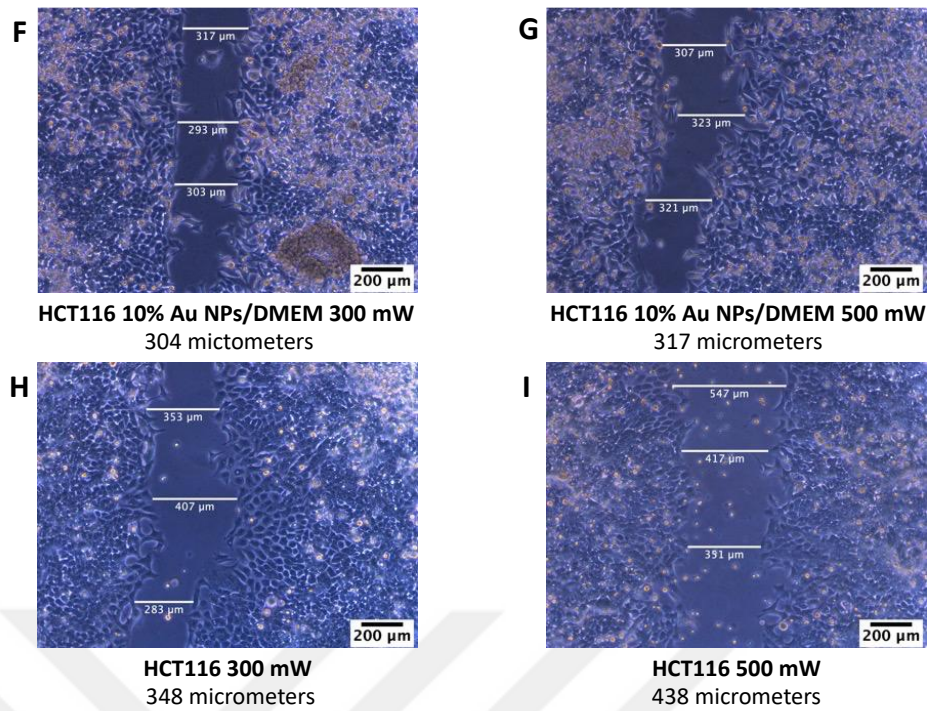 F
317 µm
293 µm
303 µm
200 µm
HCT116 10% Au NPs/DMEM 300 mW
304 mictometers
G
307 µm
323 µm
321 µm
200 µm
HCT116 10% Au NPs/DMEM 500 mW
317 micrometers
H
353 µm
407 µm
283 µm
200 µm
HCT116 300 mW
348 micrometers
I
547 µm
417 µm
351 µm
200 µm
HCT116 500 mW
438 micrometers